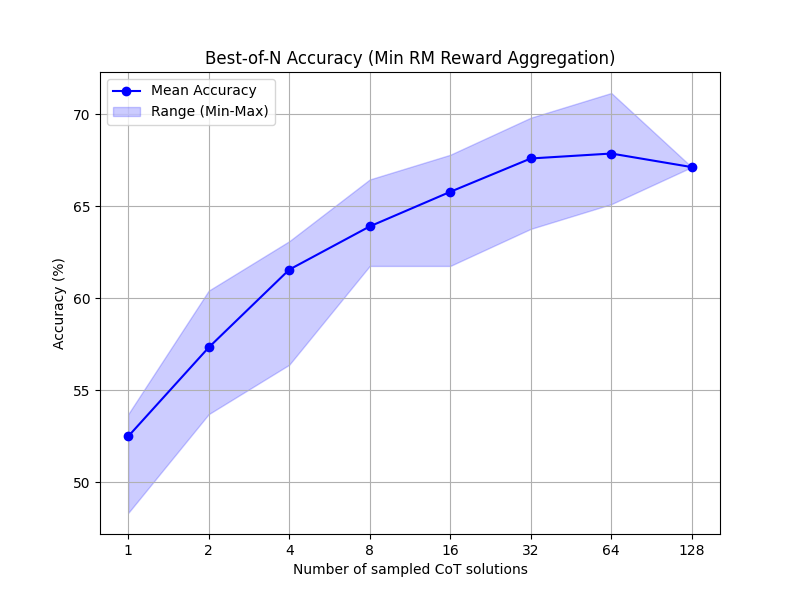 Best-of-N Accuracy (Min RM Reward Aggregation)
Mean Accuracy
Range (Min-Max)
70
65
60
55
50
Accuracy (%)
1 2 4 8 16 32 64 128
Number of sampled CoT solutions